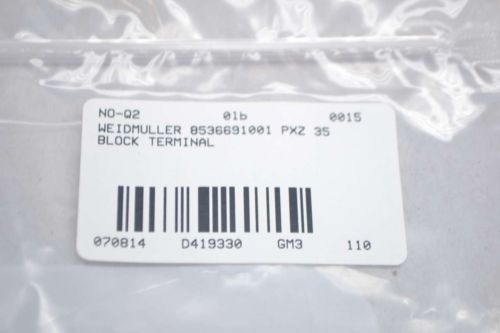 NO-Q2 01b 0015
WEIDMULLER 8536691001 PXZ 35
BLOCK TERMINAL
070814 D419330 GM3 110